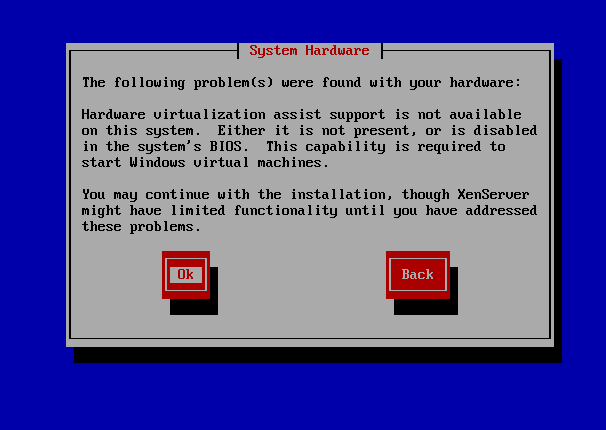 System Hardware
The following problem(s) were found with your hardware:
Hardware virtualization assist support is not available
on this system.  Either it is not present, or is disabled
in the system's BIOS.  This capability is required to
start Windows virtual machines.
You may continue with the installation, though XenServer
might have limited functionality until you have addressed
these problems.
Ok
Back